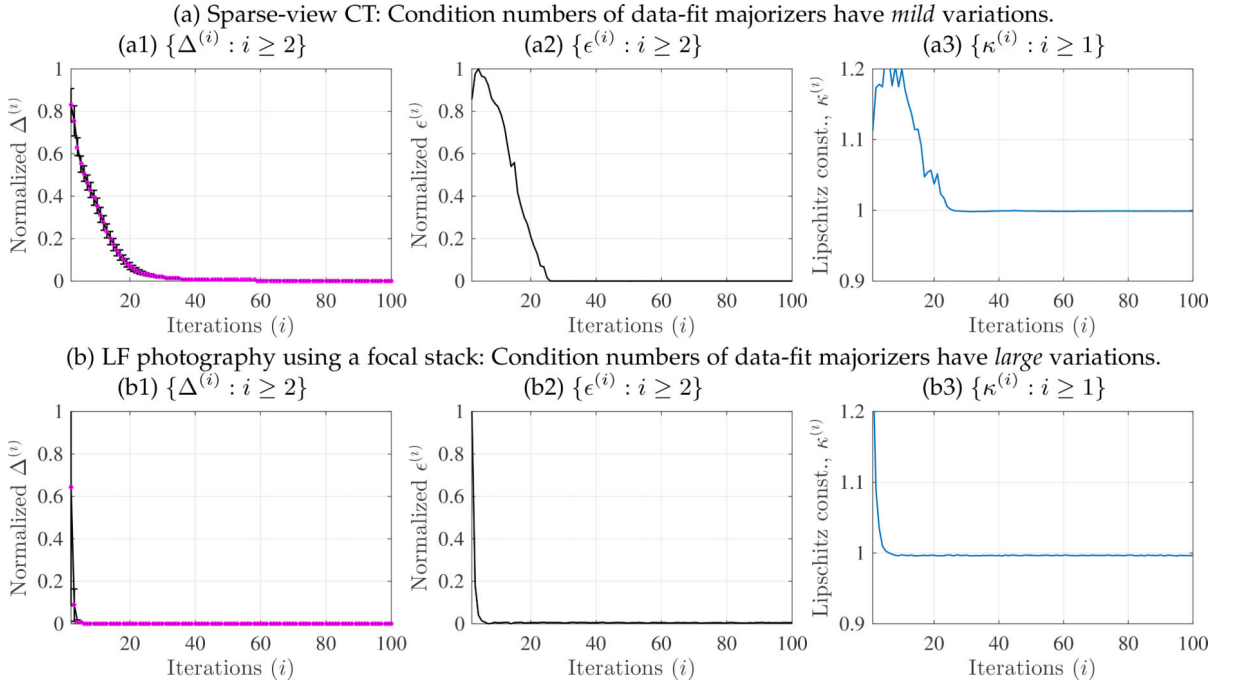 (a) Sparse-view CT: Condition numbers of data-fit majorizers have mild variations.
(a1) {Δ^(i) : i ≥ 2}
(a2) {ϵ^(i) : i ≥ 2}
(a3) {κ^(i) : i ≥ 1}
Normalized Δ^(i)
1
0.8
0.6
0.4
0.2
0
20 40 60 80 100
Iterations (i)
Normalized ϵ^(i)
1
0.8
0.6
0.4
0.2
0
20 40 60 80 100
Iterations (i)
Lipschitz const., κ^(i)
1.2
1.1
1
0.9
20 40 60 80 100
Iterations (i)
(b) LF photography using a focal stack: Condition numbers of data-fit majorizers have large variations.
(b1) {Δ^(i) : i ≥ 2}
(b2) {ϵ^(i) : i ≥ 2}
(b3) {κ^(i) : i ≥ 1}
Normalized Δ^(i)
1
0.8
0.6
0.4
0.2
0
20 40 60 80 100
Iterations (i)
Normalized ϵ^(i)
1
0.8
0.6
0.4
0.2
0
20 40 60 80 100
Iterations (i)
Lipschitz const., κ^(i)
1.2
1.1
1
0.9
20 40 60 80 100
Iterations (i)